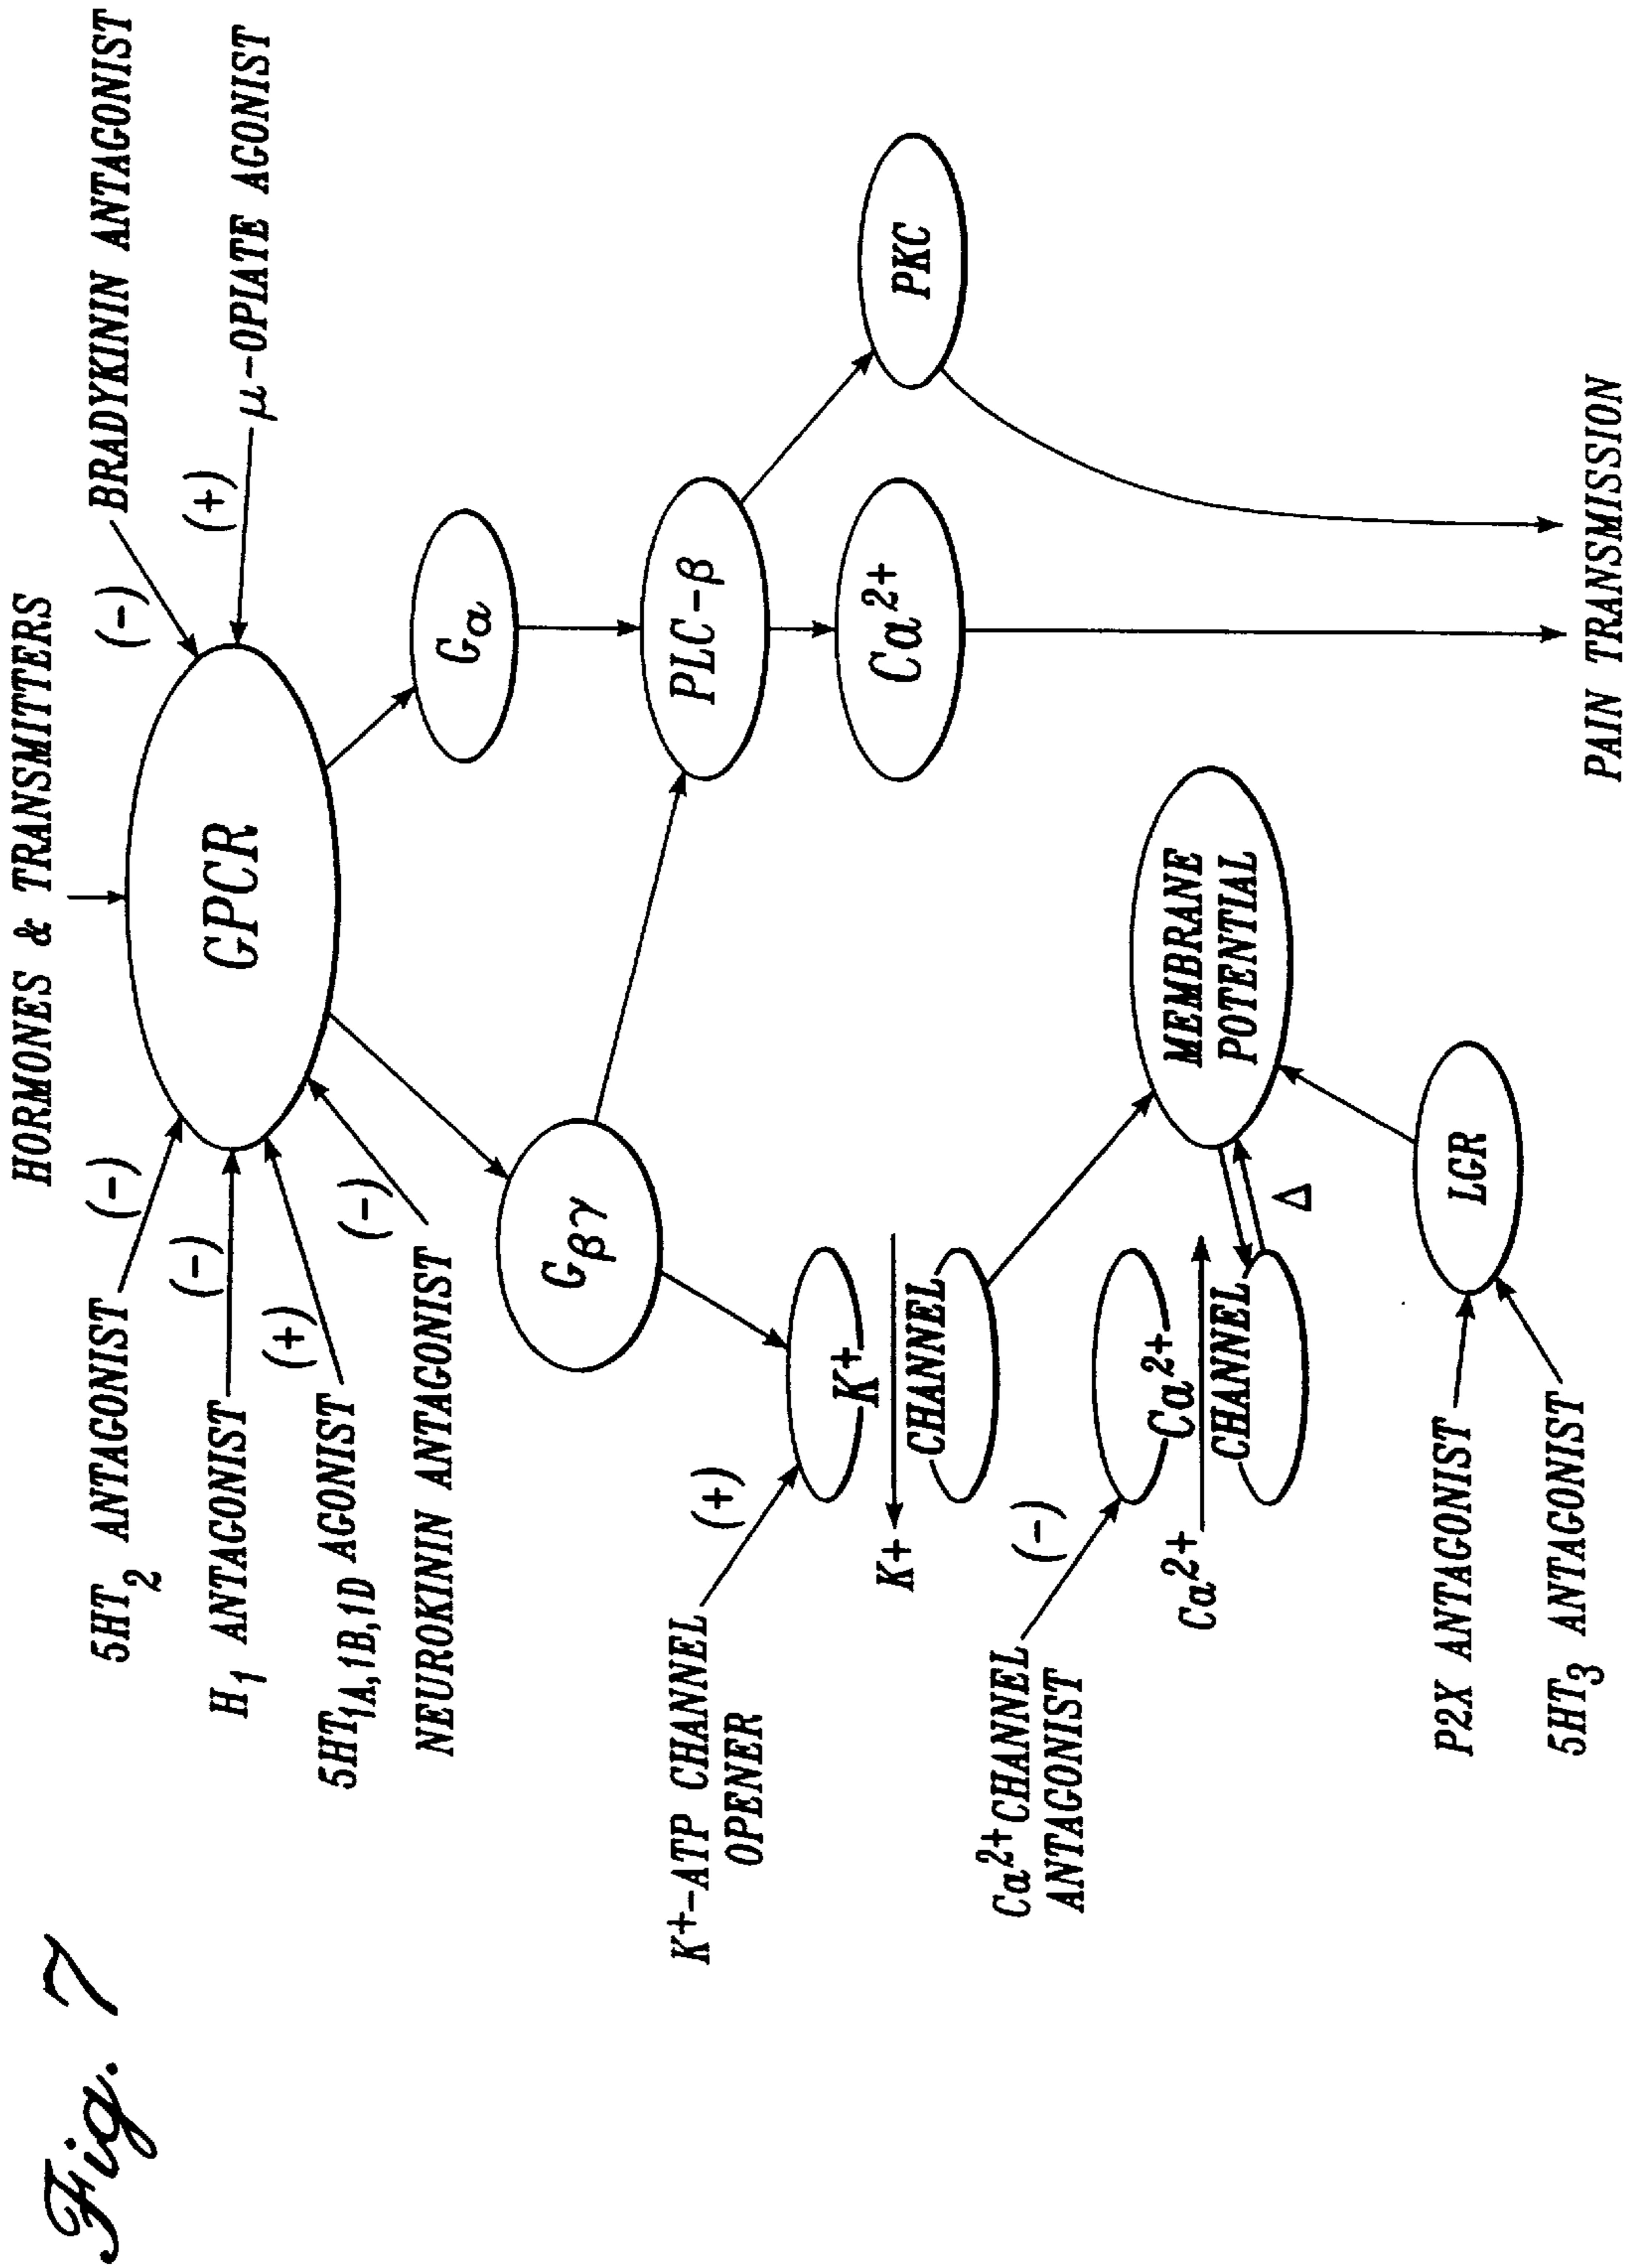 Fig. 7
HORMONES & TRANSMITTERS
5HT2 ANTAGONIST
(-)
H1 ANTAGONIST
(-)
5HT1A,1B,1D AGONIST
(+)
NEUROKININ ANTAGONIST
(-)
GPCR
(-)
BRADYKININ ANTAGONIST
(+)
μ-OPIATE AGONIST
Gα
Gβγ
PLC-β
PKC
Ca2+
K+-ATP CHANNEL
OPENER
(+)
K+
CHANNEL
K+
Ca2+CHANNEL
ANTAGONIST
(-)
Ca2+
CHANNEL
Ca2+
MEMBRANE
POTENTIAL
Δ
LGR
P2X ANTAGONIST
5HT3 ANTAGONIST
PAIN TRANSMISSION